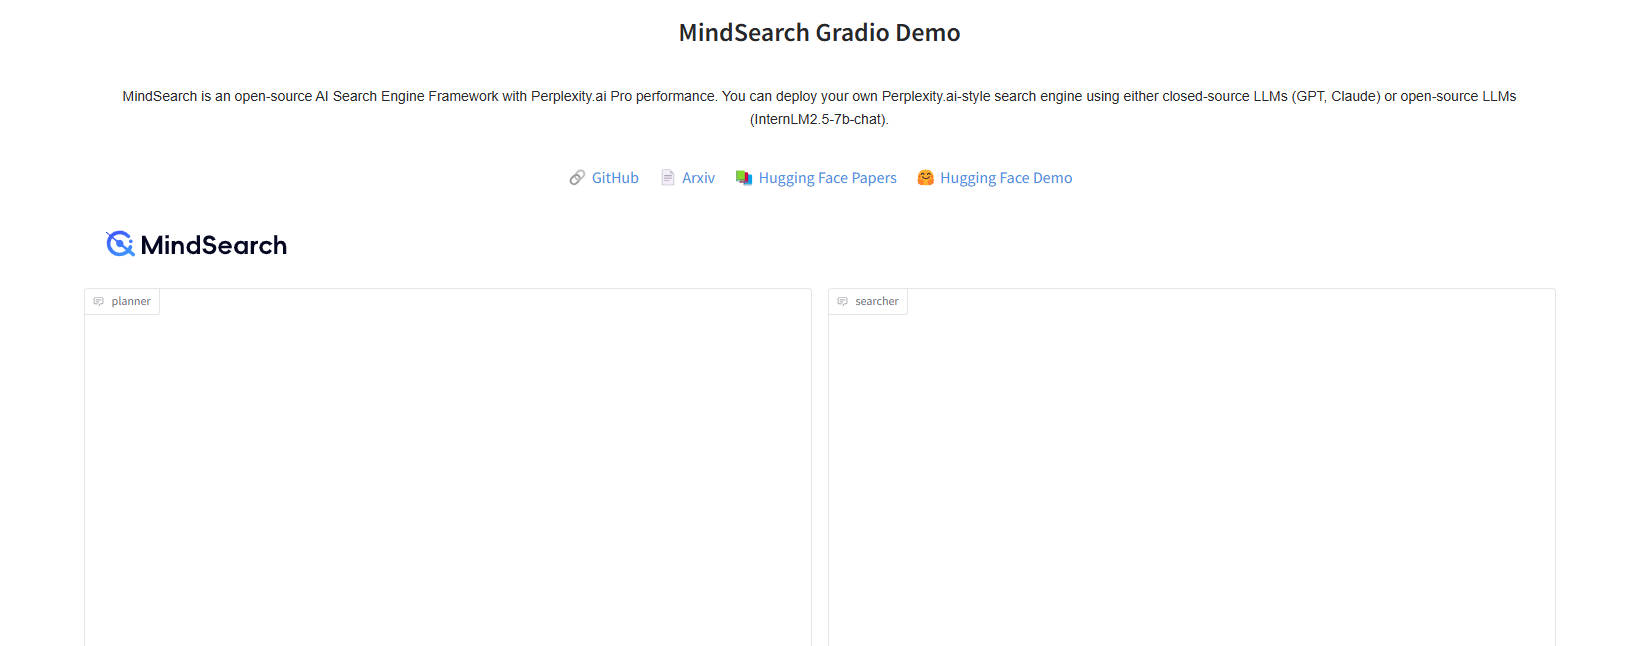 MindSearch Gradio Demo
MindSearch is an open-source AI Search Engine Framework with Perplexity.ai Pro performance. You can deploy your own Perplexity.ai-style search engine using either closed-source LLMs (GPT, Claude) or open-source LLMs
(InternLM2.5-7b-chat).
GitHub Arxiv Hugging Face Papers Hugging Face Demo
MindSearch
planner
searcher